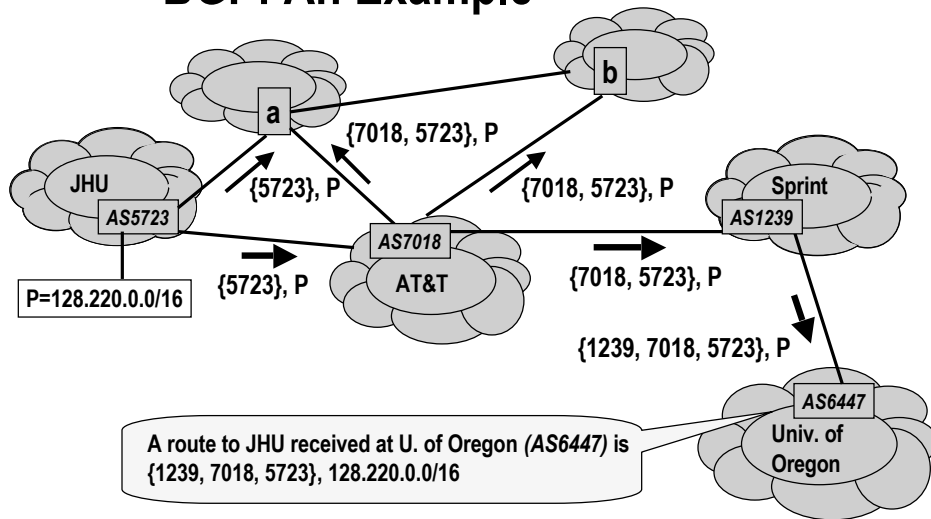 An Example
a
b
{7018, 5723}, P
JHU
{5723}, P
{7018, 5723}, P
Sprint
AS5723
AS7018
AS1239
{5723}, P
AT&T
{7018, 5723}, P
P=128.220.0.0/16
{1239, 7018, 5723}, P
AS6447
Univ. of
Oregon
A route to JHU received at U. of Oregon (AS6447) is
{1239, 7018, 5723}, 128.220.0.0/16